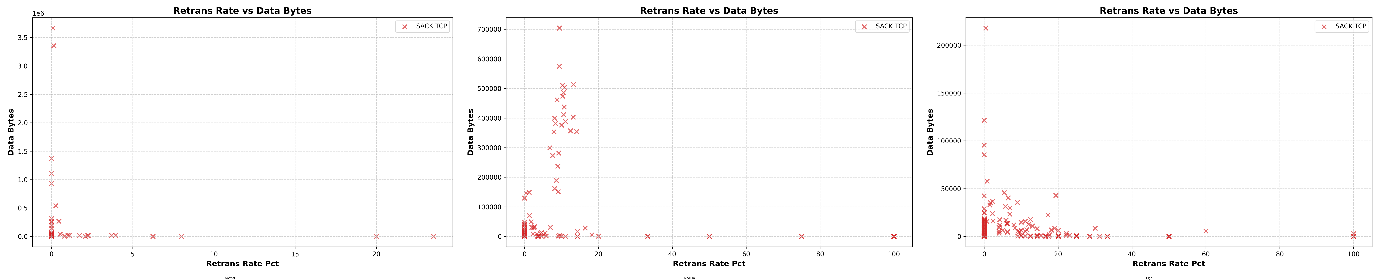 Retrans Rate vs Data Bytes
1e6
SACK TCP
3.5
3.0
2.5
2.0
1.5
1.0
0.5
0.0
Data Bytes
0 5 10 15 20
Retrans Rate Pct
Retrans Rate vs Data Bytes
SACK TCP
700000
600000
500000
400000
300000
200000
100000
0
Data Bytes
0 20 40 60 80 100
Retrans Rate Pct
Retrans Rate vs Data Bytes
SACK TCP
200000
150000
100000
50000
0
Data Bytes
0 20 40 60 80 100
Retrans Rate Pct